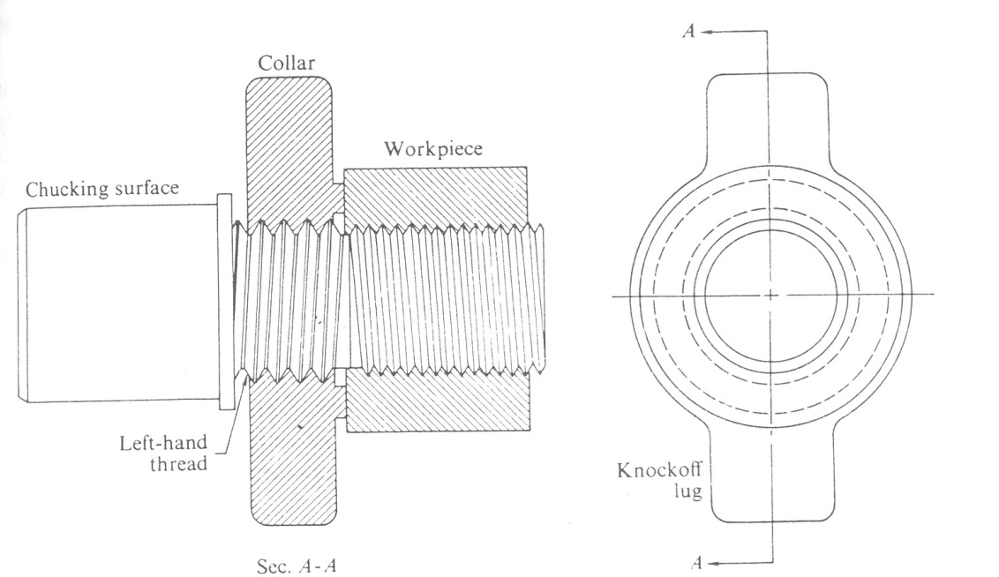 A
Collar
Workpiece
Chucking surface
Left-hand
thread
Knockoff
lug
Sec. A-A
A